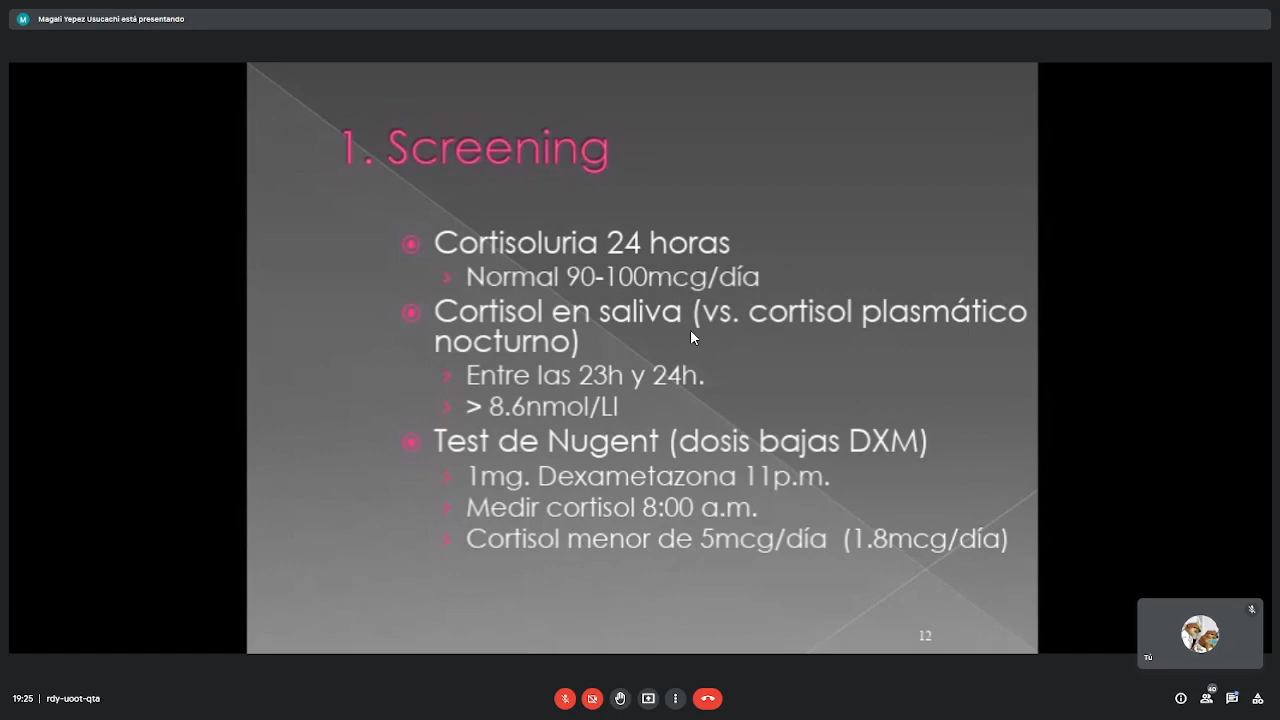 M Magali Yepez Usucachi está presentando
1. Screening
Cortisoluria 24 horas
Normal 90-100mcg/día
Cortisol en saliva (vs. cortisol plasmático
nocturno)
Entre las 23h y 24h.
> 8.6nmol/Ll
Test de Nugent (dosis bajas DXM)
1mg. Dexametazona 11p.m.
Medir cortisol 8:00 a.m.
Cortisol menor de 5mcg/día (1.8mcg/día)
12
Tú
19:25 | rdy-uoot-qta
40